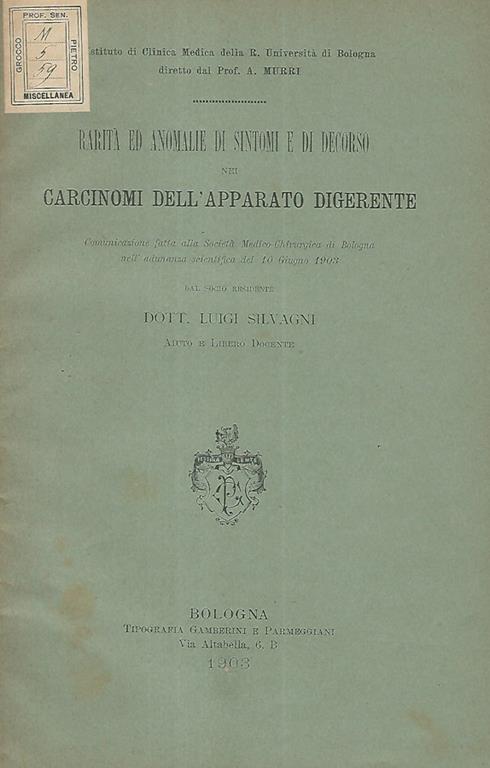 PROF. SEN.
GROCCO
PIETRO
M
5
59
MISCELLANEA
stituto di Clinica Medica della R. Università di Bologna
diretto dal Prof. A. MURRI
RARITÀ ED ANOMALIE DI SINTOMI E DI DECORSO
NEI
CARCINOMI DELL'APPARATO DIGERENTE
Comunicazione fatta alla Società Medico-Chirurgica di Bologna
nell'adunanza scientifica del 10 Giugno 1903
DAL SOCIO RESIDENTE
DOTT. LUIGI SILVAGNI
AIUTO E LIBERO DOCENTE
FESTINA LENTE
BOLOGNA
TIPOGRAFIA GAMBERINI E PARMEGGIANI
Via Altabella, 6. B
1903